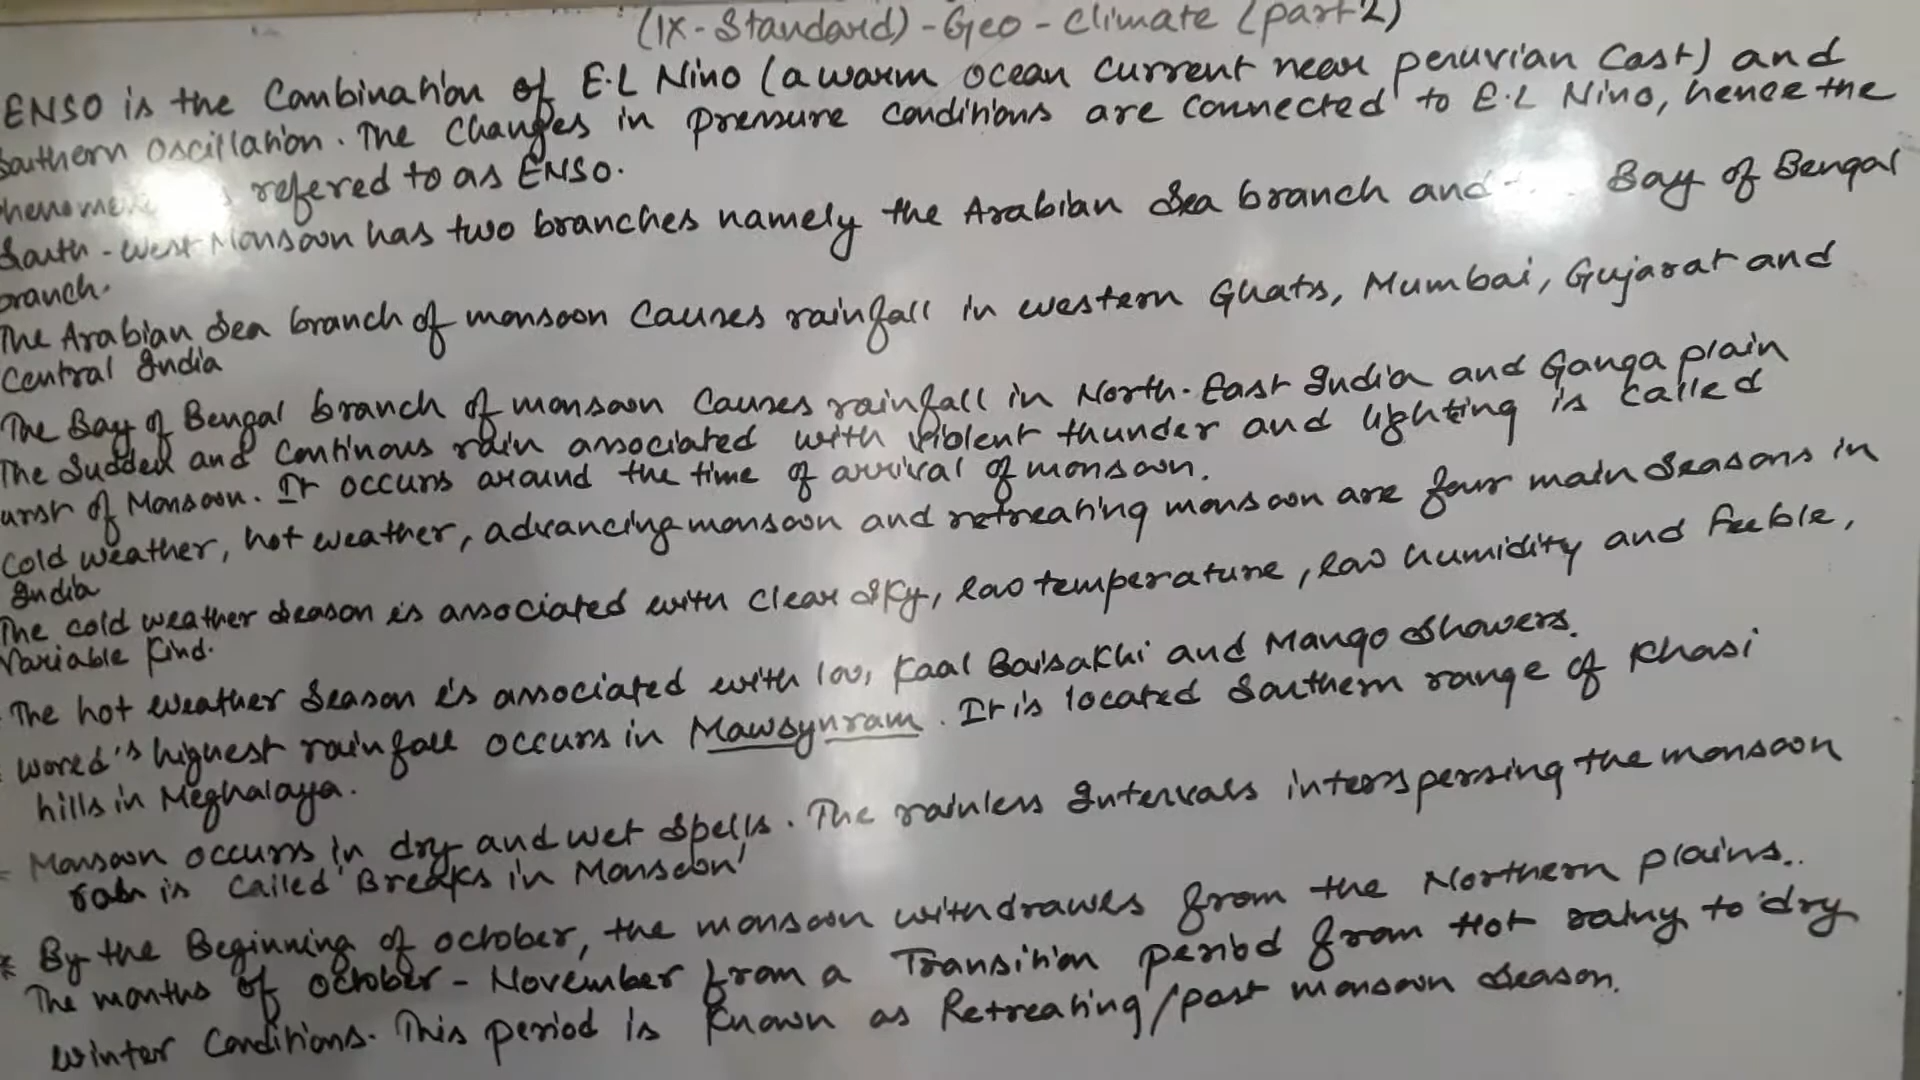 (IX-Standard)-Geo-Climate (part 2)
ENSO is the Combination of E.L Nino (a warm ocean current near peruvian Cast) and
Southern Oscillation. The Changes in pressure conditions are connected to E.L Nino, hence the
refered to as ENSO.
South-west Monsoon has two branches namely the Arabian Sea branch and Bay of Bengal
branch.
The Arabian Sea branch of monsoon causes rainfall in western Ghats, Mumbai, Gujarat and
Central India
The Bay of Bengal branch of monsoon causes rainfall in North-East India and Ganga plain
The Sudden and Continous rain associated with violent thunder and lighting is called
urst of Monsoon. It occurs around the time of arrival of monsoon.
Cold weather, hot weather, advancing monsoon and retreating monsoon are four main seasons in
India
The cold weather season is associated with clear sky, low temperature, low humidity and feeble,
Variable find.
The hot weather season is associated with loo, Kaal Baisakhi and Mango showers.
world's highest rainfall occurs in Mawsynram. It is located Southern range of Khasi
hills in Meghalaya.
Monsoon occurs in dry and wet spells. The rainless Intervals interspersing the monsoon
rain is called 'Breaks in Monsoon'
* By the Beginning of october, the monsoon withdrawes from the Northern plains..
The months of october - November from a Transition period from Hot rainy to dry
winter Conditions. This period is Known as Retreating/past monsoon season.